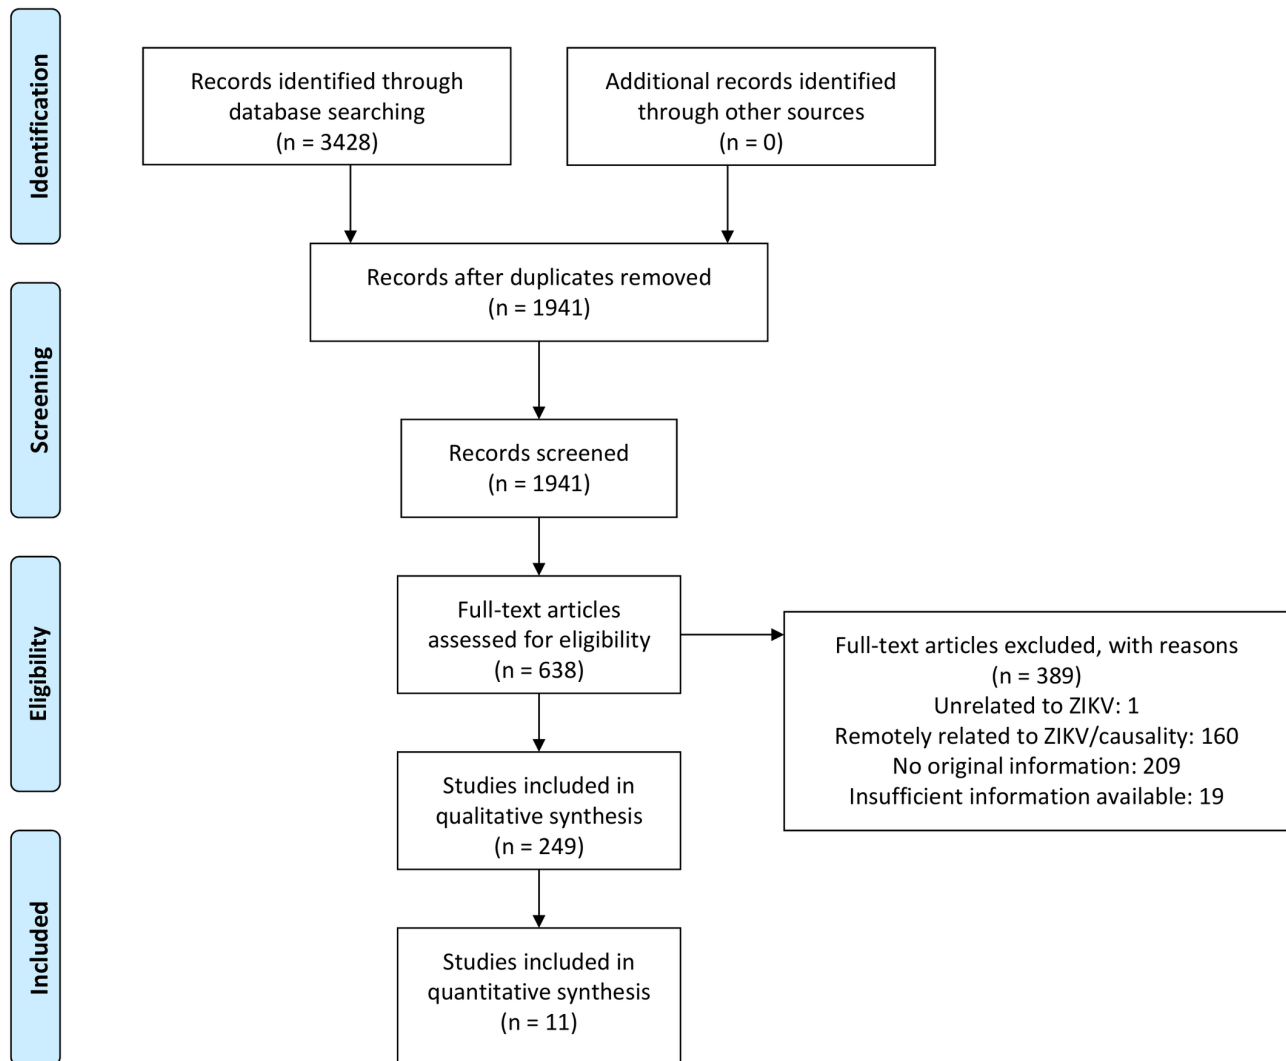 Identification
Records identified through
database searching
(n = 3428)
Additional records identified
through other sources
(n = 0)
Records after duplicates removed
(n = 1941)
Screening
Records screened
(n = 1941)
Eligibility
Full-text articles
assessed for eligibility
(n = 638)
Full-text articles excluded, with reasons
(n = 389)
Unrelated to ZIKV: 1
Remotely related to ZIKV/causality: 160
No original information: 209
Insufficient information available: 19
Studies included in
qualitative synthesis
(n = 249)
Included
Studies included in
quantitative synthesis
(n = 11)